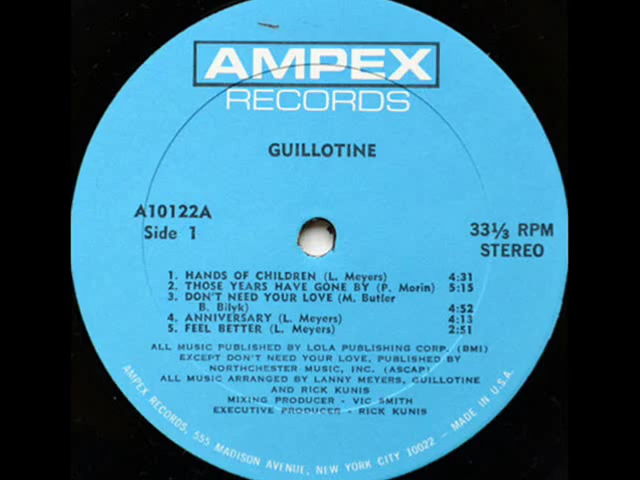 AMPEX
RECORDS
GUILLOTINE
A10122A
Side 1
33⅓ RPM
STEREO
1. HANDS OF CHILDREN (L. Meyers) 4:31
2. THOSE YEARS HAVE GONE BY (P. Morin) 5:15
3. DON'T NEED YOUR LOVE (M. Butler
B. Bilyk) 4:52
4. ANNIVERSARY (L. Meyers) 4:13
5. FEEL BETTER (L. Meyers) 2:51
ALL MUSIC PUBLISHED BY LOLA PUBLISHING CORP. (BMI)
EXCEPT DON'T NEED YOUR LOVE, PUBLISHED BY
NORTHCHESTER MUSIC, INC. (ASCAP)
ALL MUSIC ARRANGED BY LANNY MEYERS, GUILLOTINE
AND RICK KUNIS
MIXING PRODUCER - VIC SMITH
EXECUTIVE PRODUCER - RICK KUNIS
AMPEX RECORDS, 555 MADISON AVENUE, NEW YORK CITY 10022 - MADE IN U.S.A.